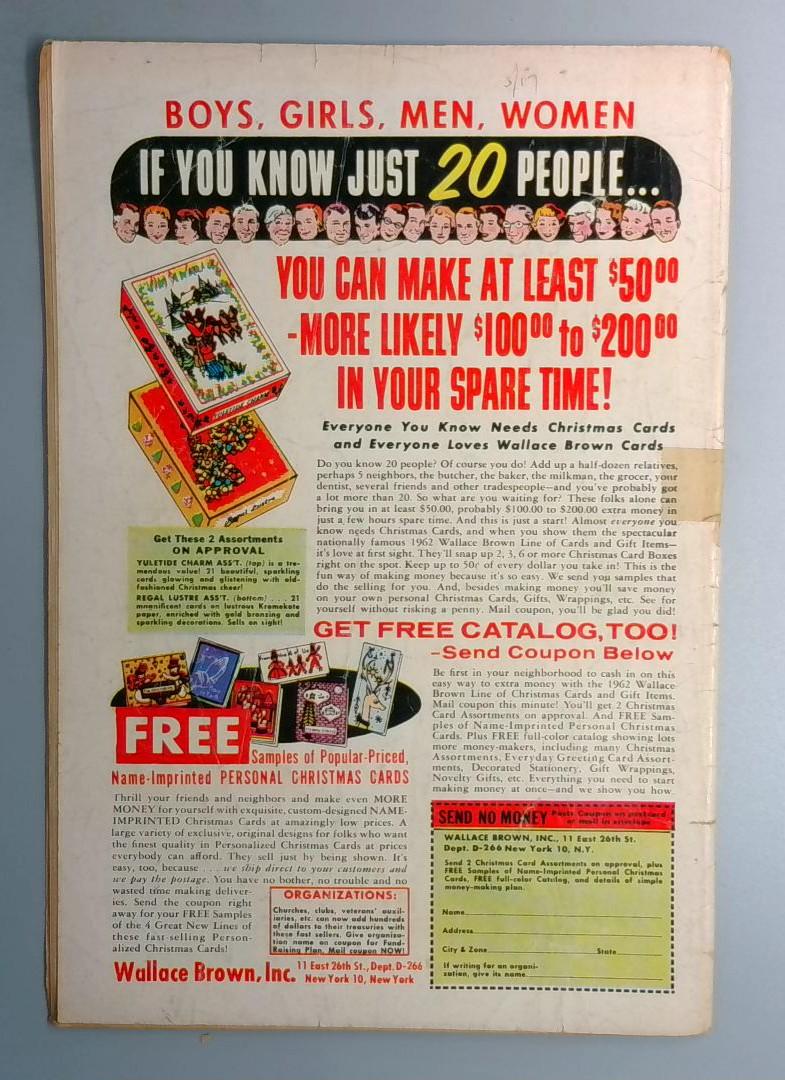 BOYS, GIRLS, MEN, WOMEN
IF YOU KNOW JUST 20 PEOPLE...
YOU CAN MAKE AT LEAST $50⁰⁰
-MORE LIKELY $100⁰⁰ to $200⁰⁰
IN YOUR SPARE TIME!
Everyone You Know Needs Christmas Cards
and Everyone Loves Wallace Brown Cards
Do you know 20 people? Of course you do! Add up a half-dozen relatives,
perhaps 5 neighbors, the butcher, the baker, the milkman, the grocer, your
dentist, several friends and other tradespeople—and you've probably got
a lot more than 20. So what are you waiting for? These folks alone can
bring you in at least $50.00, probably $100.00 to $200.00 extra money in
just a few hours spare time. And this is just a start! Almost everyone you
know needs Christmas Cards, and when you show them the spectacular
nationally famous 1962 Wallace Brown Line of Cards and Gift Items—
it's love at first sight. They'll snap up 2, 3, 6 or more Christmas Card Boxes
right on the spot. Keep up to 50¢ of every dollar you take in! This is the
fun way of making money because it's so easy. We send you samples that
do the selling for you. And, besides making money you'll save money
on your own personal Christmas Cards, Gifts, Wrappings, etc. See for
yourself without risking a penny. Mail coupon, you'll be glad you did!
YULETIDE CHARM
Regal Lustre
Get These 2 Assortments
ON APPROVAL
YULETIDE CHARM ASS'T. (top) is a tre-
mendous value! 21 beautiful, sparkling
cards glowing and glistening with old-
fashioned Christmas cheer!
REGAL LUSTRE ASS'T. (bottom) . . . 21
magnificent cards on lustrous Kromekote
paper, enriched with gold bronzing and
sparkling decorations. Sells on sight!
GET FREE CATALOG, TOO!
–Send Coupon Below
Be first in your neighborhood to cash in on this
easy way to extra money with the 1962 Wallace
Brown Line of Christmas Cards and Gift Items.
Mail coupon this minute! You'll get 2 Christmas
Card Assortments on approval. And FREE Sam-
ples of Name-Imprinted Personal Christmas
Cards. Plus FREE full-color catalog showing lots
more money-makers, including many Christmas
Assortments, Everyday Greeting Card Assort-
ments, Decorated Stationery, Gift Wrappings,
Novelty Gifts, etc. Everything you need to start
making money at once—and we show you how.
FREE
Samples of Popular-Priced,
Name-Imprinted PERSONAL CHRISTMAS CARDS
Thrill your friends and neighbors and make even MORE
MONEY for yourself with exquisite, custom-designed NAME-
IMPRINTED Christmas Cards at amazingly low prices. A
large variety of exclusive, original designs for folks who want
the finest quality in Personalized Christmas Cards at prices
everybody can afford. They sell just by being shown. It's
easy, too, because . . . we ship direct to your customers and
we pay the postage. You have no bother, no trouble and no
wasted time making deliver-
ies. Send the coupon right
away for your FREE Samples
of the 4 Great New Lines of
these fast-selling Person-
alized Christmas Cards!
ORGANIZATIONS:
Churches, clubs, veterans' auxil-
iaries, etc. can now add hundreds
of dollars to their treasuries with
these fast sellers. Give organiza-
tion name on coupon for Fund-
Raising Plan. Mail coupon NOW!
Wallace Brown, Inc. 11 East 26th St., Dept. D-266
New York 10, New York
SEND NO MONEY Paste Coupon on postcard
or mail in envelope
WALLACE BROWN, INC., 11 East 26th St.
Dept. D-266 New York 10, N.Y.
Send 2 Christmas Card Assortments on approval, plus
FREE Samples of Name-Imprinted Personal Christmas
Cards, FREE full-color Catalog, and details of simple
money-making plan.
Name
Address
City & Zone State
If writing for an organi-
zation, give its name